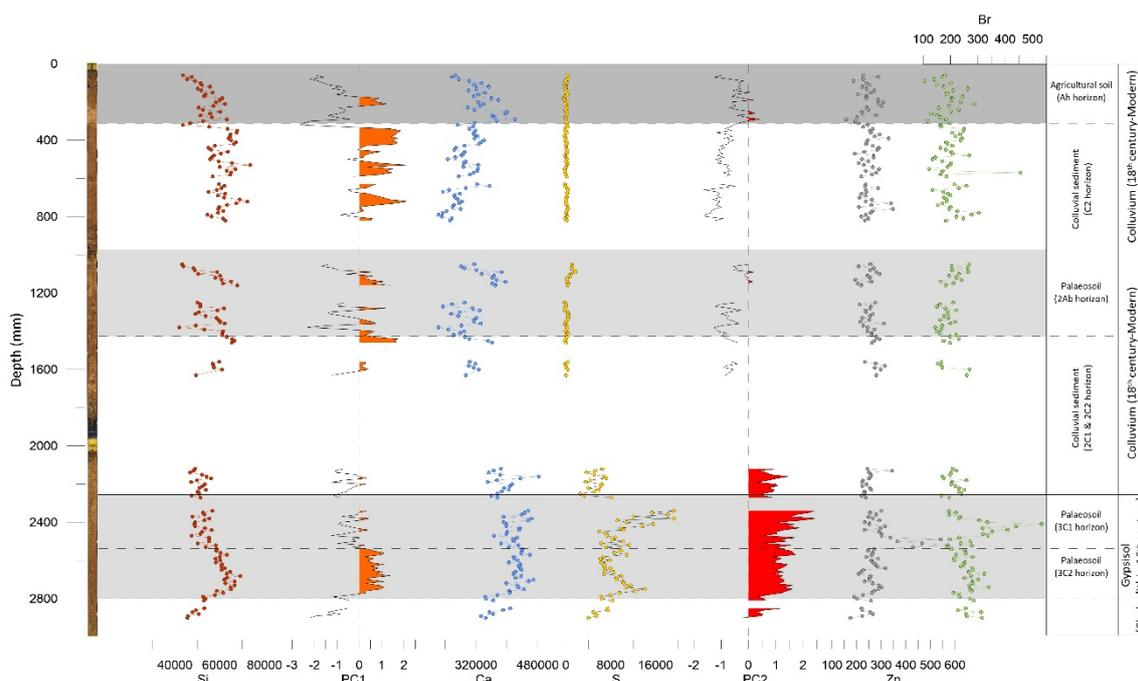 Br
100 200 300 400 500
0
400
800
1200
1600
2000
2400
2800
Depth (mm)
Agricultural soil
(Ah horizon)
Colluvial sediment
(C2 horizon)
Palaeosoil
(2Ab horizon)
Colluvial sediment
(2C1 & 2C2 horizon)
Palaeosoil
(3C1 horizon)
Palaeosoil
(3C2 horizon)
Colluvium (18th century-Modern)
Colluvium (18th century-Modern)
Gypsisol
40000 60000 80000 -3 -2 -1 0 1 2 320000 480000 0 8000 16000 -2 -1 0 1 2 100 200 300 400 500 600
Si PC1 Ca S PC2 Zn